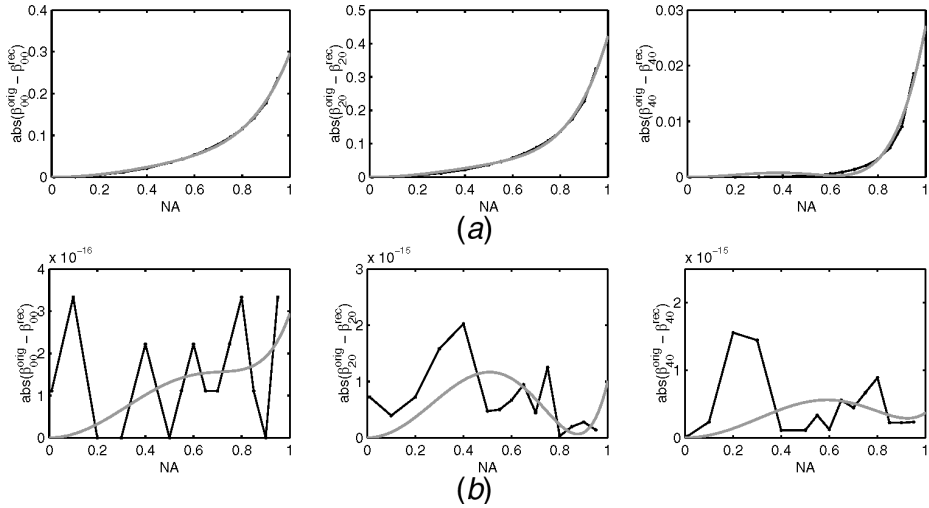 0.4
0.3
0.2
0.1
0
0 0.2 0.4 0.6 0.8 1
NA
abs(β₀₀ᵒʳⁱᵍ − β₀₀ʳᵉᶜ)
0.5
0.4
0.3
0.2
0.1
0
0 0.2 0.4 0.6 0.8 1
NA
abs(β₂₀ᵒʳⁱᵍ − β₂₀ʳᵉᶜ)
0.03
0.02
0.01
0
0 0.2 0.4 0.6 0.8 1
NA
abs(β₄₀ᵒʳⁱᵍ − β₄₀ʳᵉᶜ)
(a)
x 10⁻¹⁶
4
3
2
1
0
0 0.2 0.4 0.6 0.8 1
NA
abs(β₀₀ᵒʳⁱᵍ − β₀₀ʳᵉᶜ)
x 10⁻¹⁵
3
2
1
0
0 0.2 0.4 0.6 0.8 1
NA
abs(β₂₀ᵒʳⁱᵍ − β₂₀ʳᵉᶜ)
x 10⁻¹⁵
2
1
0
0 0.2 0.4 0.6 0.8 1
NA
abs(β₄₀ᵒʳⁱᵍ − β₄₀ʳᵉᶜ)
(b)